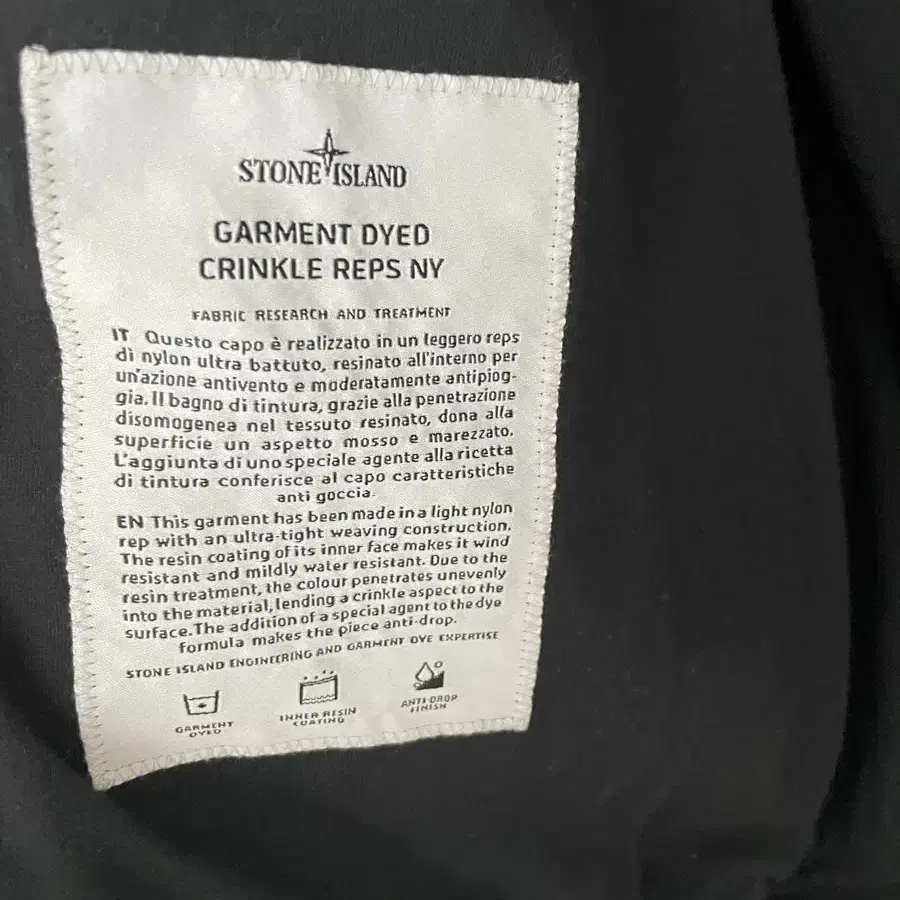 STONE ISLAND
GARMENT DYED
CRINKLE REPS NY
FABRIC RESEARCH AND TREATMENT
IT Questo capo è realizzato in un leggero reps
di nylon ultra battuto, resinato all'interno per
un'azione antivento e moderatamente antipiog-
gia. Il bagno di tintura, grazie alla penetrazione
disomogenea nel tessuto resinato, dona alla
superficie un aspetto mosso e marezzato.
L'aggiunta di uno speciale agente alla ricetta
di tintura conferisce al capo caratteristiche
anti goccia.
EN This garment has been made in a light nylon
rep with an ultra-tight weaving construction.
The resin coating of its inner face makes it wind
resistant and mildly water resistant. Due to the
resin treatment, the colour penetrates unevenly
into the material, lending a crinkle aspect to the
surface. The addition of a special agent to the dye
formula makes the piece anti-drop.
STONE ISLAND ENGINEERING AND GARMENT DYE EXPERTISE
GARMENT
DYED
INNER RESIN
COATING
ANTI-DROP
FINISH